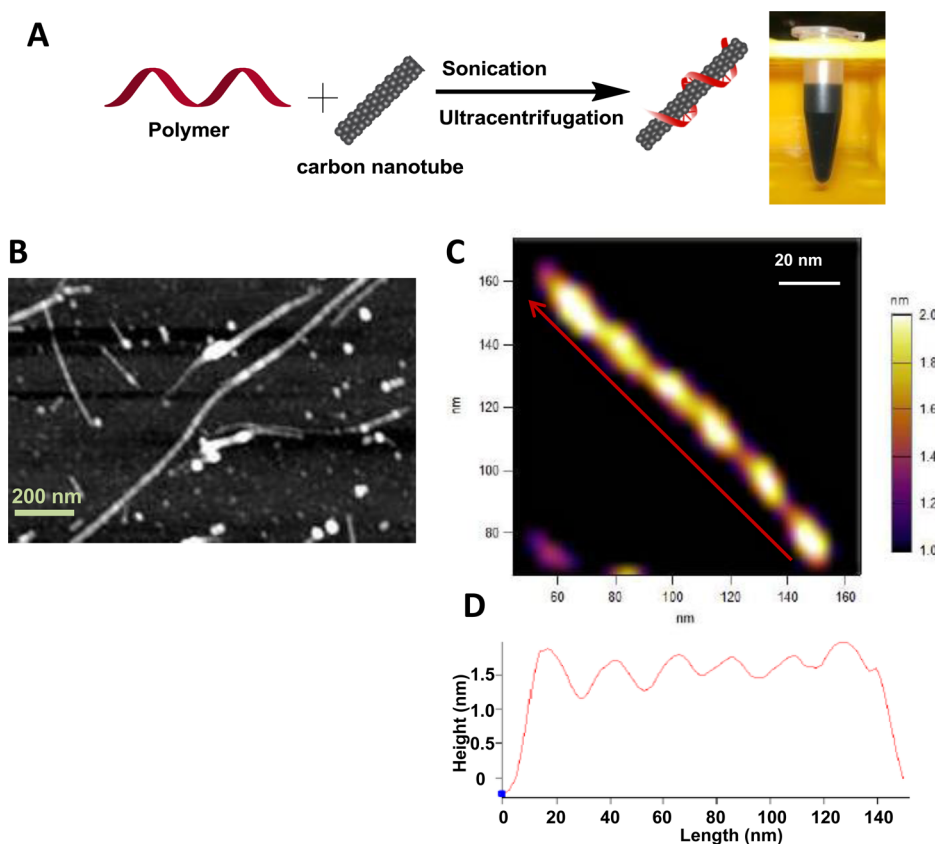 A
Polymer
carbon nanotube
Sonication
Ultracentrifugation
B
200 nm
C
20 nm
160
140
120
100
80
nm
60
80
100
120
140
160
nm
nm
2.0
1.8
1.6
1.4
1.2
1.0
D
Height (nm)
1.5
1.0
0.5
0
0
20
40
60
80
100
120
140
Length (nm)